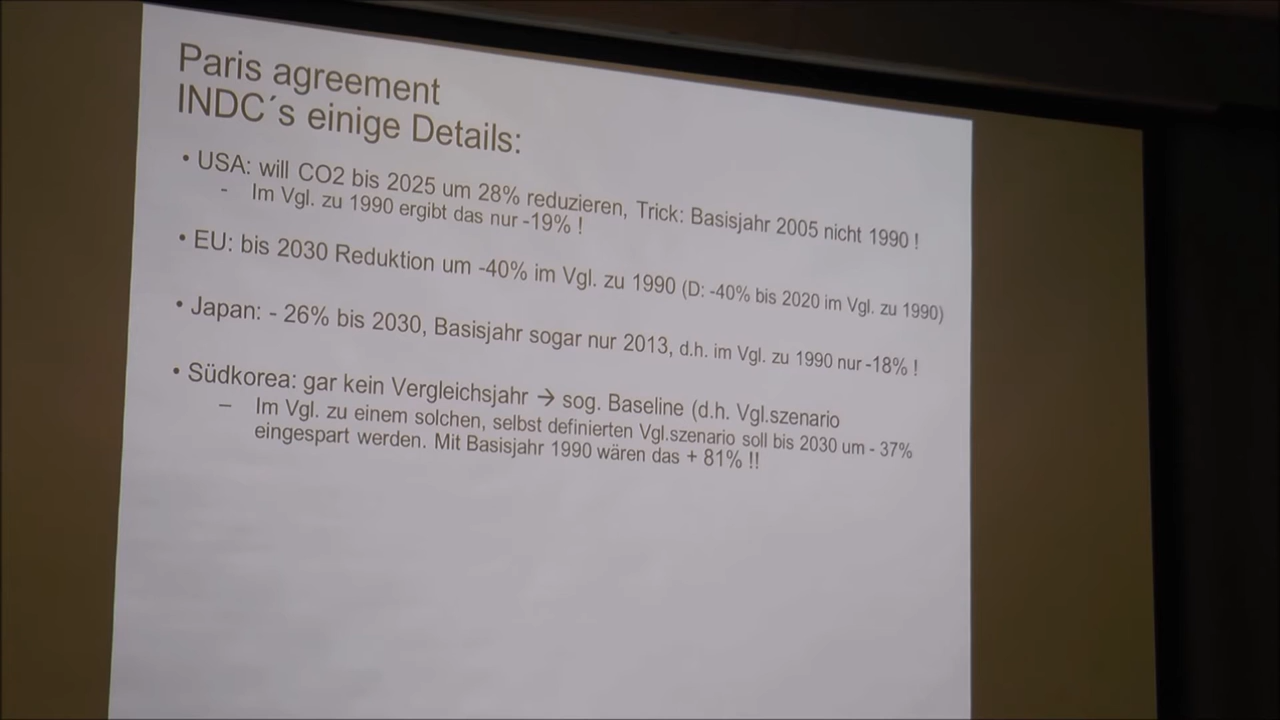 Paris agreement
INDC´s einige Details:
• USA: will CO2 bis 2025 um 28% reduzieren, Trick: Basisjahr 2005 nicht 1990 !
- Im Vgl. zu 1990 ergibt das nur -19% !
• EU: bis 2030 Reduktion um -40% im Vgl. zu 1990 (D: -40% bis 2020 im Vgl. zu 1990)
• Japan: - 26% bis 2030, Basisjahr sogar nur 2013, d.h. im Vgl. zu 1990 nur -18% !
• Südkorea: gar kein Vergleichsjahr → sog. Baseline (d.h. Vgl.szenario
– Im Vgl. zu einem solchen, selbst definierten Vgl.szenario soll bis 2030 um - 37%
eingespart werden. Mit Basisjahr 1990 wären das + 81% !!